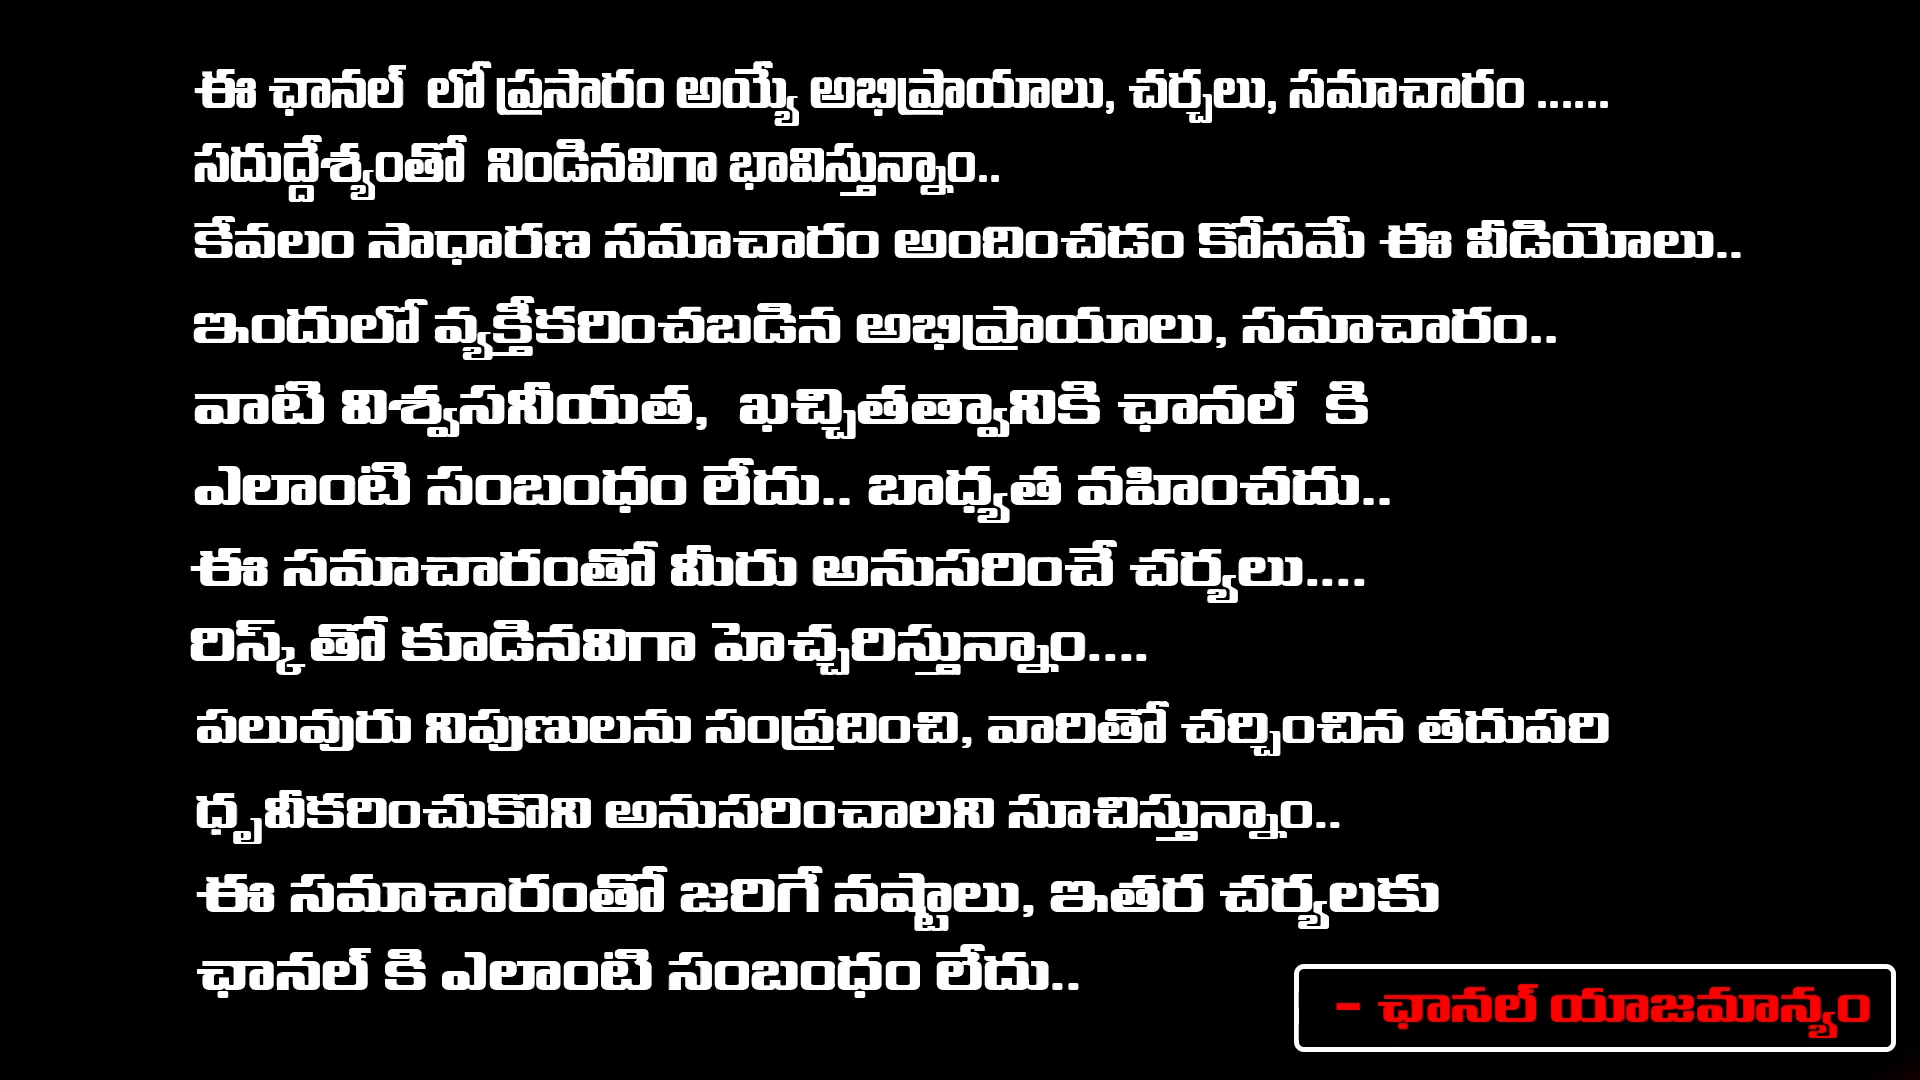 ఈ ఛానల్ లో ప్రసారం అయ్యే అభిప్రాయాలు, చర్చలు, సమాచారం ......
సదుద్దేశ్యంతో నిండినవిగా భావిస్తున్నాం..
కేవలం సాధారణ సమాచారం అందించడం కోసమే ఈ వీడియోలు..
ఇందులో వ్యక్తీకరించబడిన అభిప్రాయాలు, సమాచారం..
వాటి విశ్వసనీయత, ఖచ్చితత్వానికి ఛానల్ కి
ఎలాంటి సంబంధం లేదు.. బాధ్యత వహించదు..
ఈ సమాచారంతో మీరు అనుసరించే చర్యలు....
రిస్క్ తో కూడినవిగా హెచ్చరిస్తున్నాం....
పలువురు నిపుణులను సంప్రదించి, వారితో చర్చించిన తదుపరి
ధృవీకరించుకొని అనుసరించాలని సూచిస్తున్నాం..
ఈ సమాచారంతో జరిగే నష్టాలు, ఇతర చర్యలకు
ఛానల్ కి ఎలాంటి సంబంధం లేదు..
- ఛానల్ యాజమాన్యం